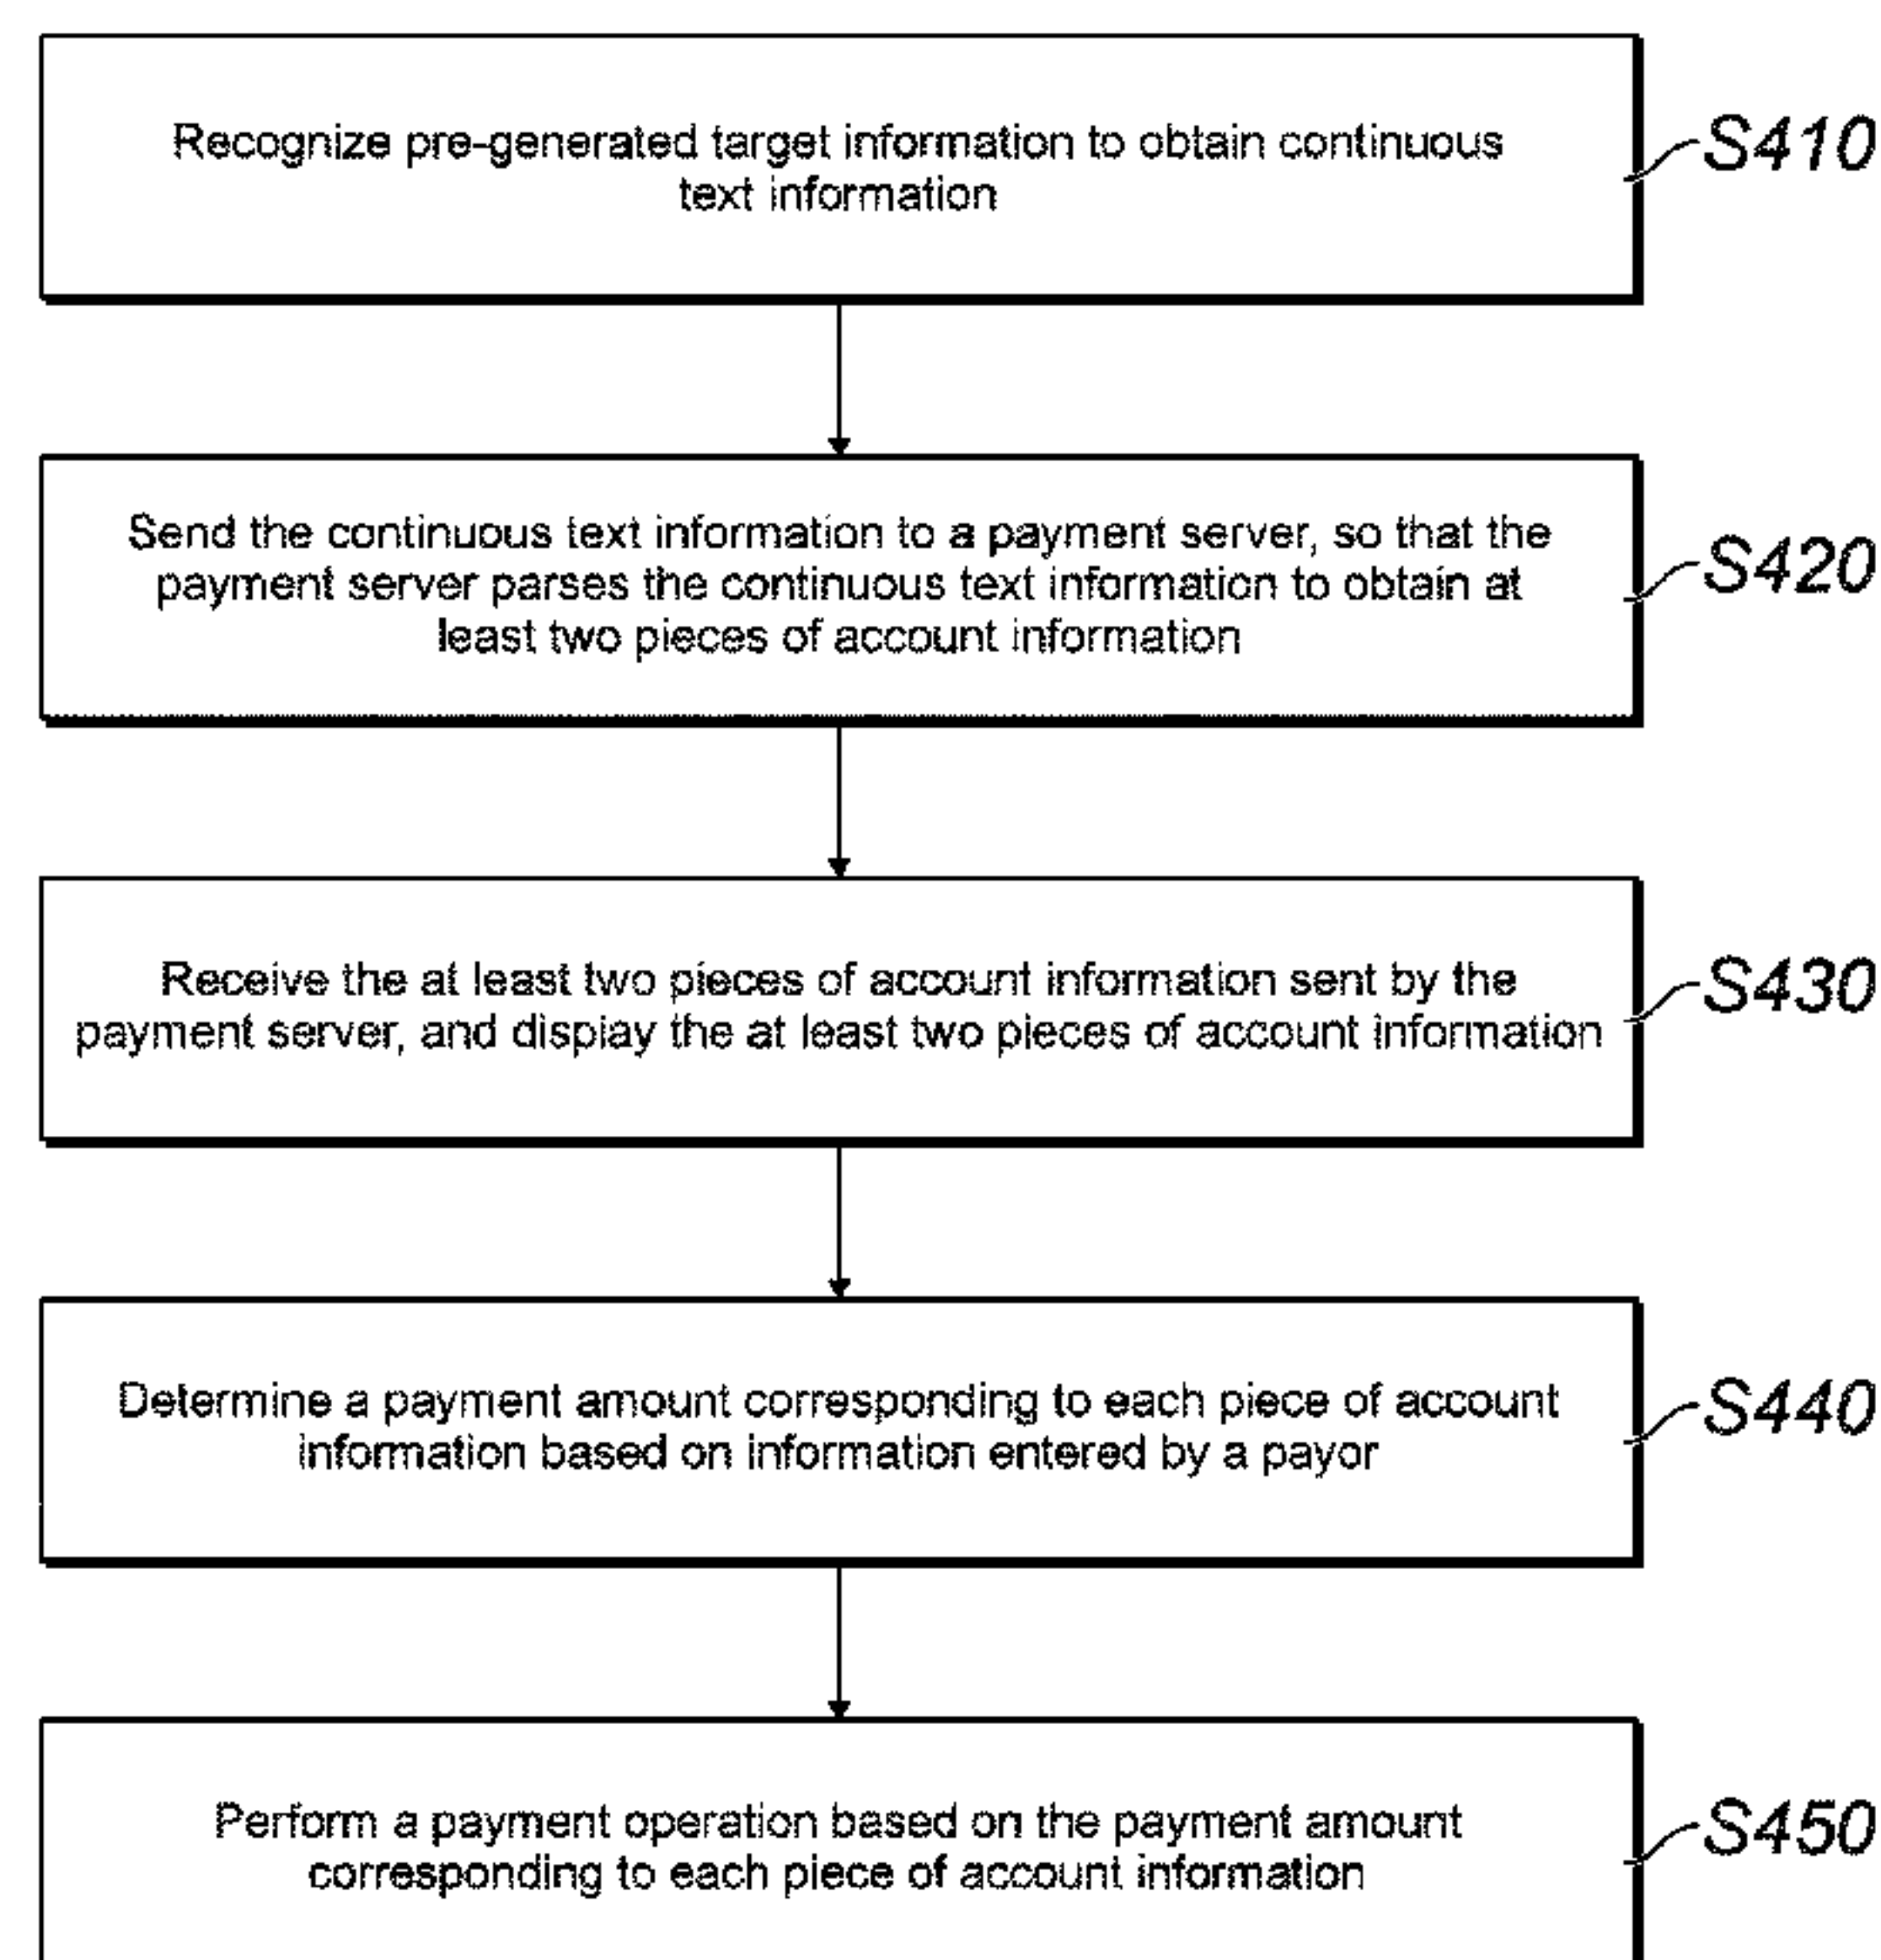 Recognize pre-generated target information to obtain continuous
text information
S410
Send the continuous text information to a payment server, so that the
payment server parses the continuous text information to obtain at
least two pieces of account information
S420
Receive the at least two pieces of account information sent by the
payment server, and display the at least two pieces of account information
S430
Determine a payment amount corresponding to each piece of account
information based on information entered by a payor
S440
Perform a payment operation based on the payment amount
corresponding to each piece of account information
S450